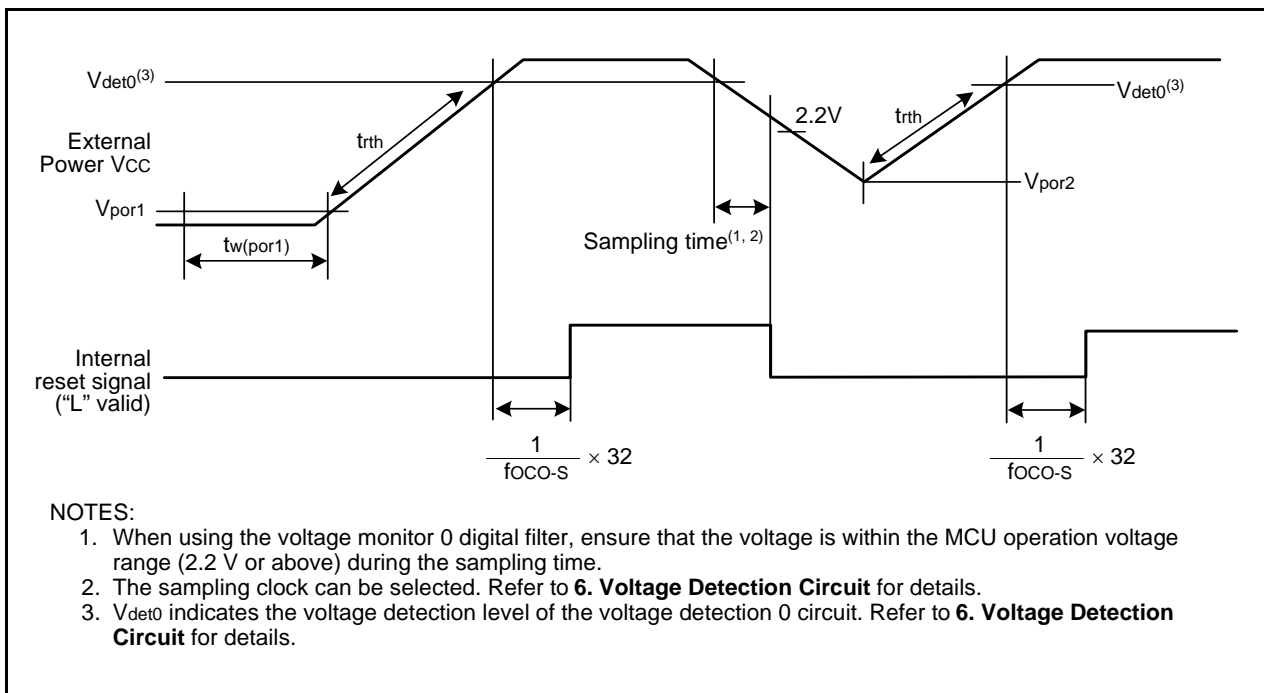 Vdet0(3)
External
Power VCC
Vpor1
tw(por1)
trth
Sampling time(1, 2)
2.2V
trth
Vdet0(3)
Vpor2
Internal
reset signal
(“L” valid)
1
fOCO-S
× 32
1
fOCO-S
× 32
NOTES:
1. When using the voltage monitor 0 digital filter, ensure that the voltage is within the MCU operation voltage
range (2.2 V or above) during the sampling time.
2. The sampling clock can be selected. Refer to 6. Voltage Detection Circuit for details.
3. Vdet0 indicates the voltage detection level of the voltage detection 0 circuit. Refer to 6. Voltage Detection
Circuit for details.